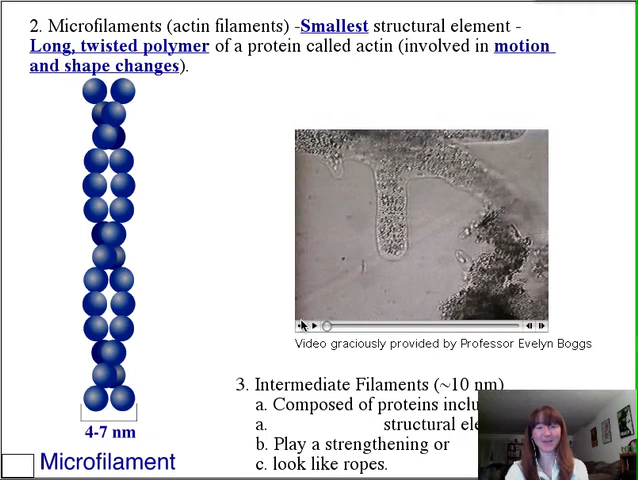 2. Microfilaments (actin filaments) -Smallest structural element -
Long, twisted polymer of a protein called actin (involved in motion
and shape changes).
Video graciously provided by Professor Evelyn Boggs
4-7 nm
Microfilament
3. Intermediate Filaments (~10 nm)
a. Composed of proteins
a. structural
b. Play a strengthening or
c. look like ropes.